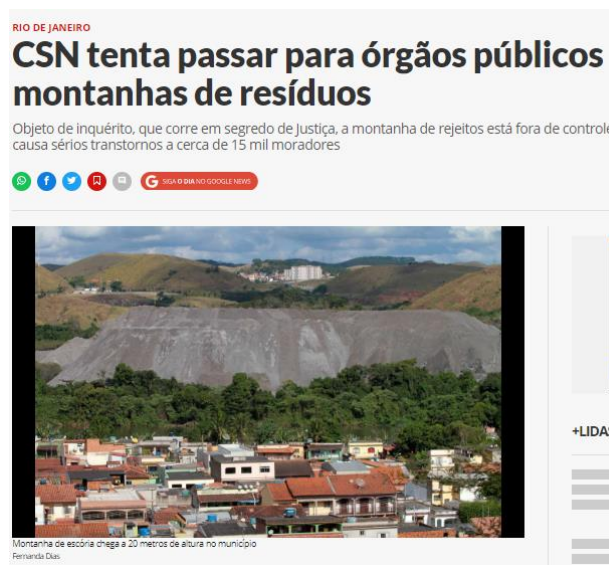 RIO DE JANEIRO
CSN tenta passar para órgãos públicos
montanhas de resíduos
Objeto de inquérito, que corre em segredo de Justiça, a montanha de rejeitos está fora de controle
causa sérios transtornos a cerca de 15 mil moradores
SIGA O DIA NO GOOGLE NEWS
+LIDAS
Montanha de escória chega a 20 metros de altura no município
Fernanda Dias